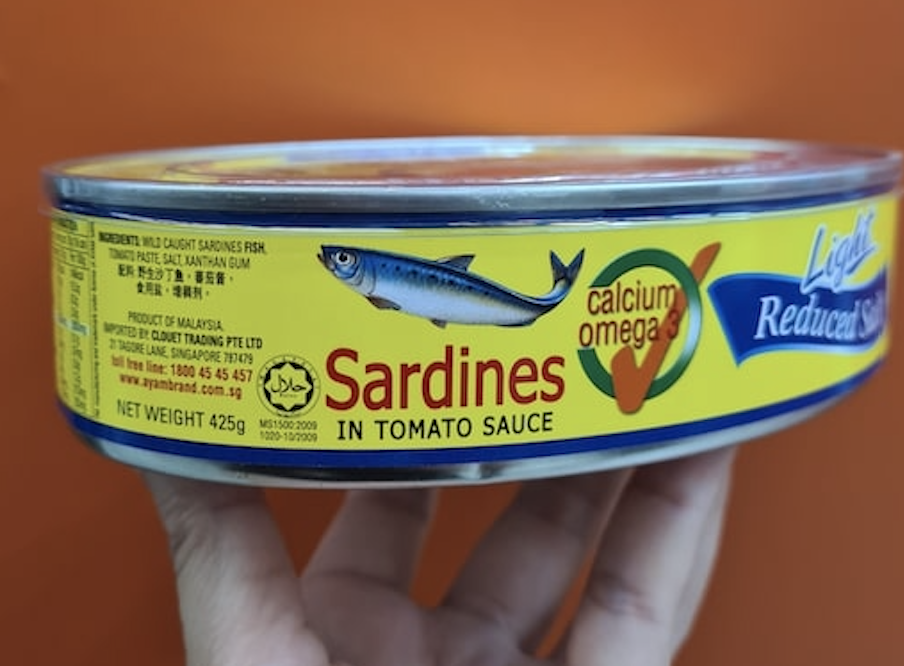 INGREDIENTS: WILD CAUGHT SARDINES FISH,
TOMATO PASTE, SALT, XANTHAN GUM
配料: 野生沙丁魚，蕃茄醬，
食用盐，增稠剂。
PRODUCT OF MALAYSIA.
IMPORTED BY: CLOUET TRADING PTE LTD
21 TAGORE LANE, SINGAPORE 787479
toll free line: 1800 45 45 457
www.ayambrand.com.sg
NET WEIGHT 425g
حلال
MS1500:2009
1020-10/2009
Sardines
IN TOMATO SAUCE
calcium
omega 3
Light
Reduced